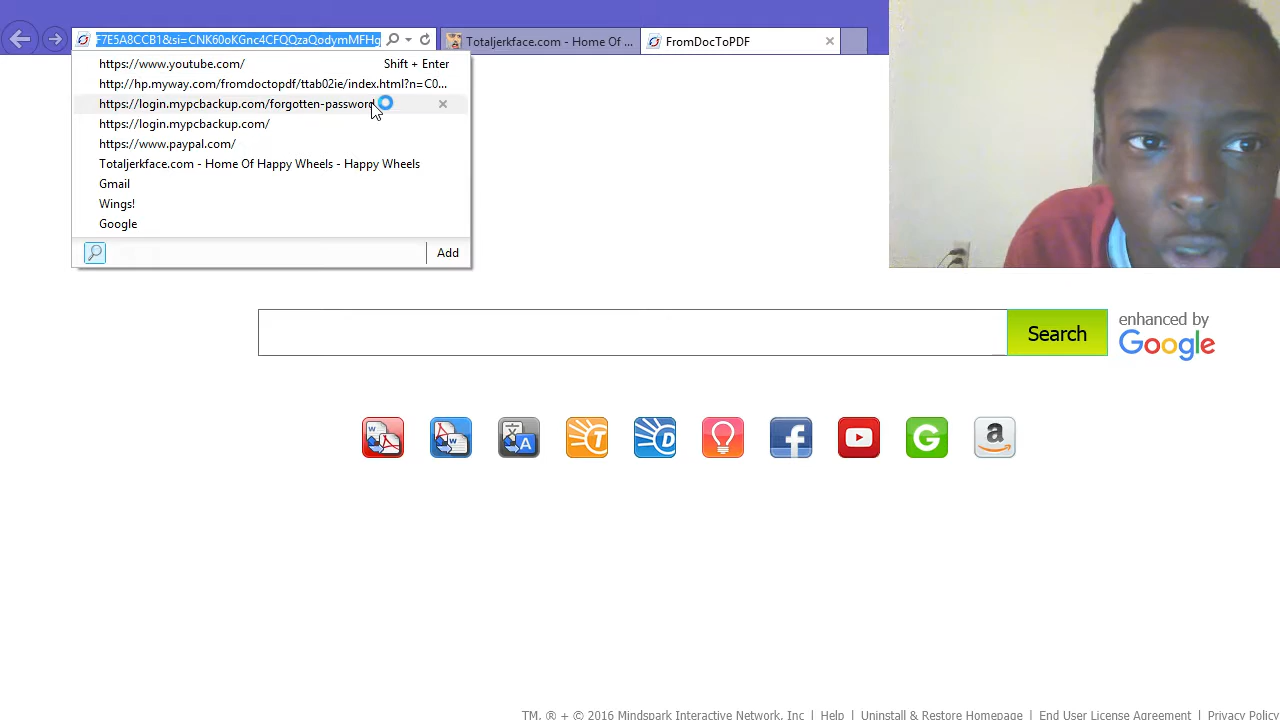 F7E5A8CCB1&si=CNK60oKGnc4CFQQzaQodymMFHq
Totaljerkface.com - Home Of ...
FromDocToPDF
https://www.youtube.com/ Shift + Enter
http://hp.myway.com/fromdoctopdf/ttab02ie/index.html?n=C0...
https://login.mypcbackup.com/forgotten-password
https://login.mypcbackup.com/
https://www.paypal.com/
Totaljerkface.com - Home Of Happy Wheels - Happy Wheels
Gmail
Wings!
Google
Add
Search
enhanced by
Google
W
W
A
T
D
f
G
a
TM. ® + © 2016 Mindspark Interactive Network, Inc | Help | Uninstall & Restore Homepage | End User License Agreement | Privacy Policy